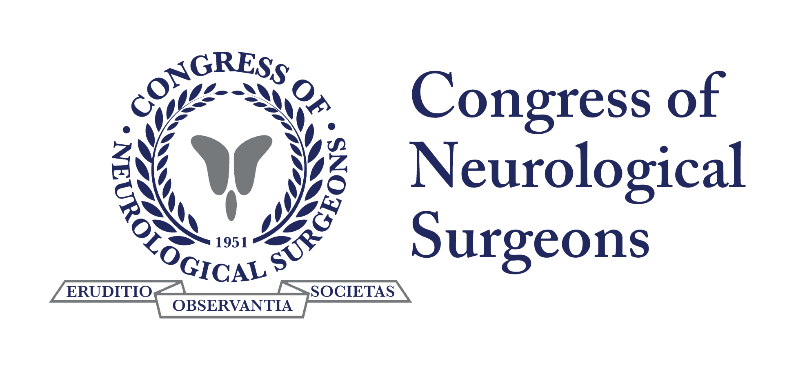 CONGRESS OF
NEUROLOGICAL SURGEONS
1951
ERUDITIO
OBSERVANTIA
SOCIETAS
Congress of
Neurological
Surgeons